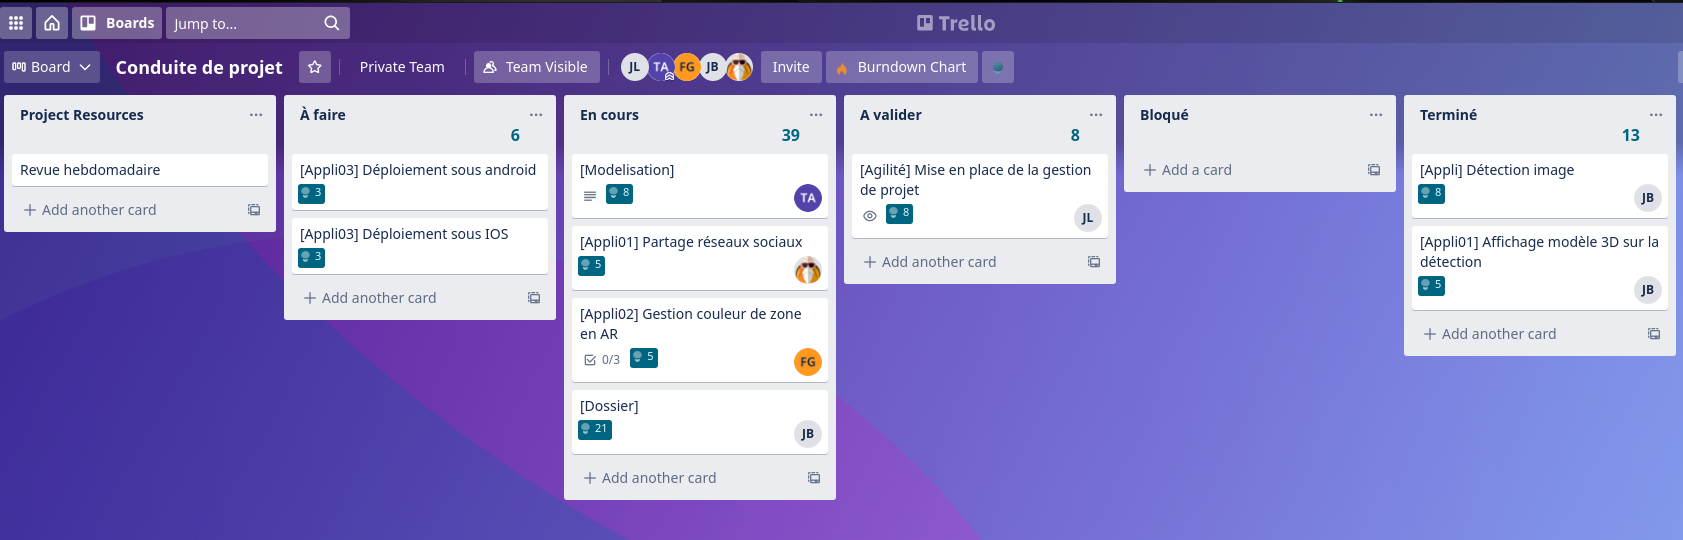 Boards
Jump to...
Trello
Board
Conduite de projet
Private Team
Team Visible
JL
TA
FG
JB
Invite
Burndown Chart
Project Resources
Revue hebdomadaire
Add another card
À faire
6
[Appli03] Déploiement sous android
3
[Appli03] Déploiement sous IOS
3
Add another card
En cours
39
[Modelisation]
8
TA
[Appli01] Partage réseaux sociaux
5
[Appli02] Gestion couleur de zone
en AR
0/3
5
FG
[Dossier]
21
JB
Add another card
A valider
8
[Agilité] Mise en place de la gestion
de projet
8
JL
Add another card
Bloqué
Add a card
Terminé
13
[Appli] Détection image
8
JB
[Appli01] Affichage modèle 3D sur la
détection
5
JB
Add another card